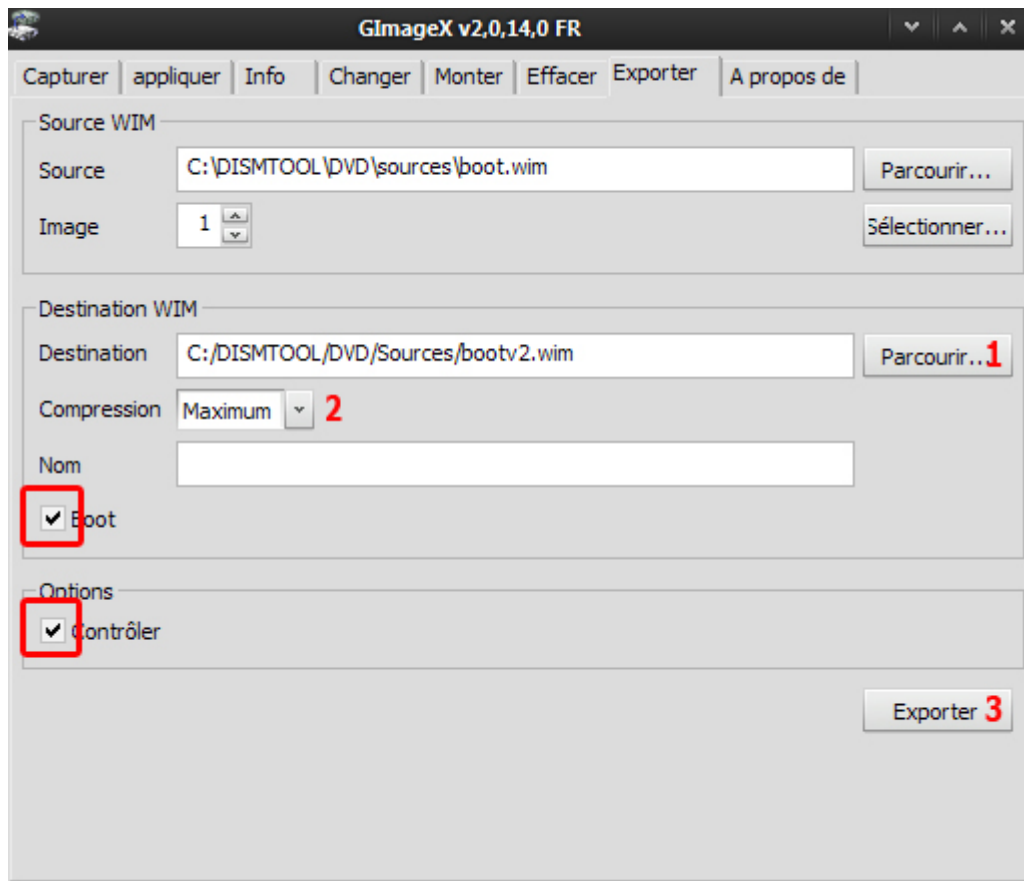 GImageX v2,0,14,0 FR
Capturer appliquer Info Changer Monter Effacer Exporter A propos de
Source WIM
Source C:\DISMTOOL\DVD\sources\boot.wim Parcourir...
Image 1 Sélectionner...
Destination WIM
Destination C:/DISMTOOL/DVD/Sources/bootv2.wim Parcourir... 1
Compression Maximum 2
Nom
Boot
Options
Contrôler
Exporter 3